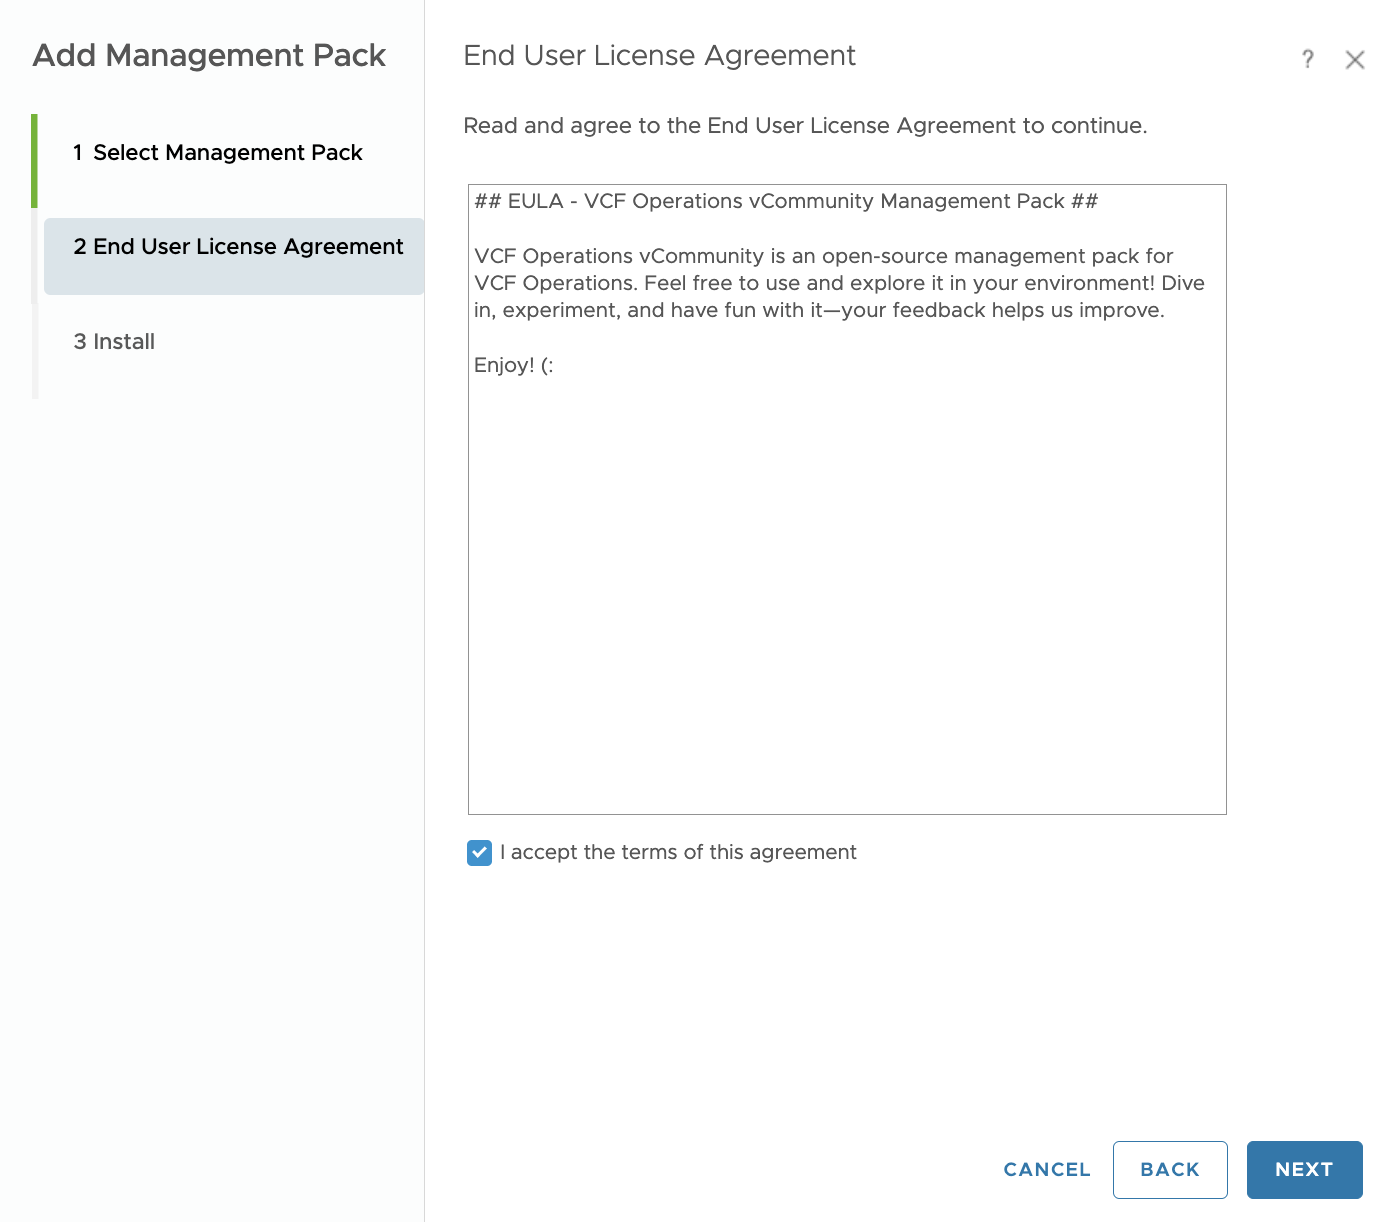 Add Management Pack
1 Select Management Pack
2 End User License Agreement
3 Install
End User License Agreement
?
Read and agree to the End User License Agreement to continue.
## EULA - VCF Operations vCommunity Management Pack ##
VCF Operations vCommunity is an open-source management pack for
VCF Operations. Feel free to use and explore it in your environment! Dive
in, experiment, and have fun with it—your feedback helps us improve.
Enjoy! (:
I accept the terms of this agreement
CANCEL
BACK
NEXT